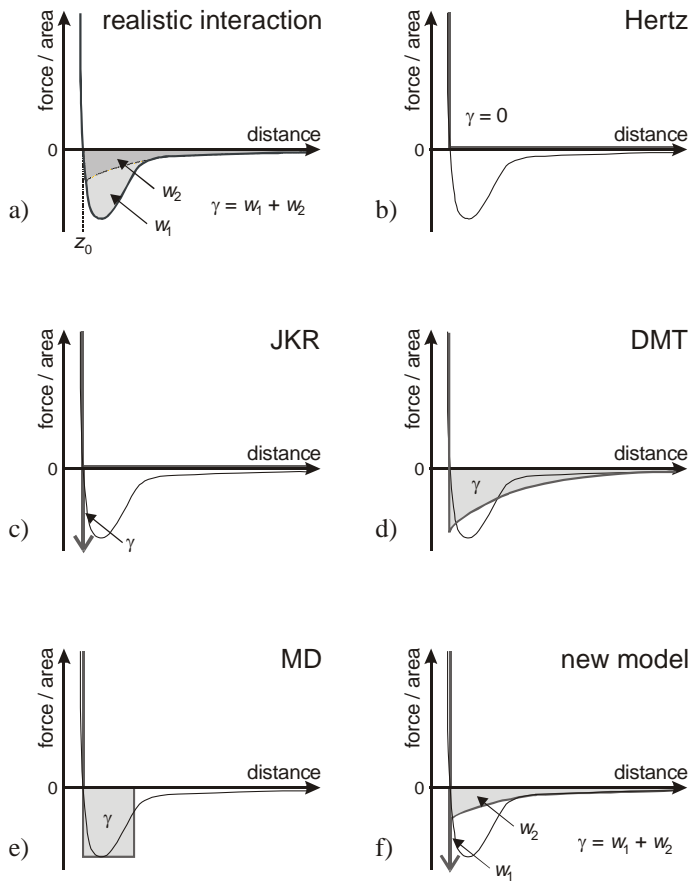 realistic interaction
force / area
distance
0
w₂
w₁
γ = w₁ + w₂
z₀
a)
Hertz
force / area
γ = 0
distance
0
b)
JKR
force / area
distance
0
γ
c)
DMT
force / area
distance
0
γ
d)
MD
force / area
distance
0
γ
e)
new model
force / area
distance
0
w₂
w₁
γ = w₁ + w₂
f)